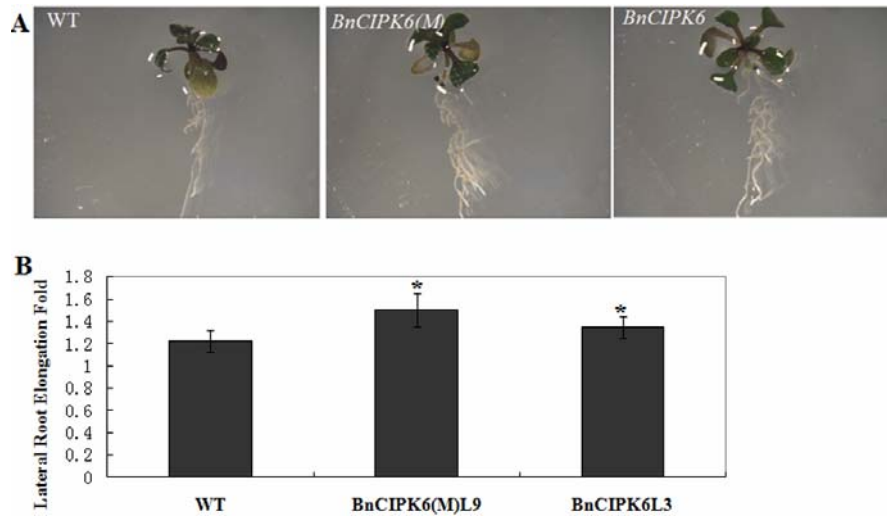 A
WT
BnCIPK6(M)
BnCIPK6
B
Lateral Root Elongation Fold
1.8
1.6
1.4
1.2
1
0.8
0.6
0.4
0.2
0
*
*
WT
BnCIPK6(M)L9
BnCIPK6L3